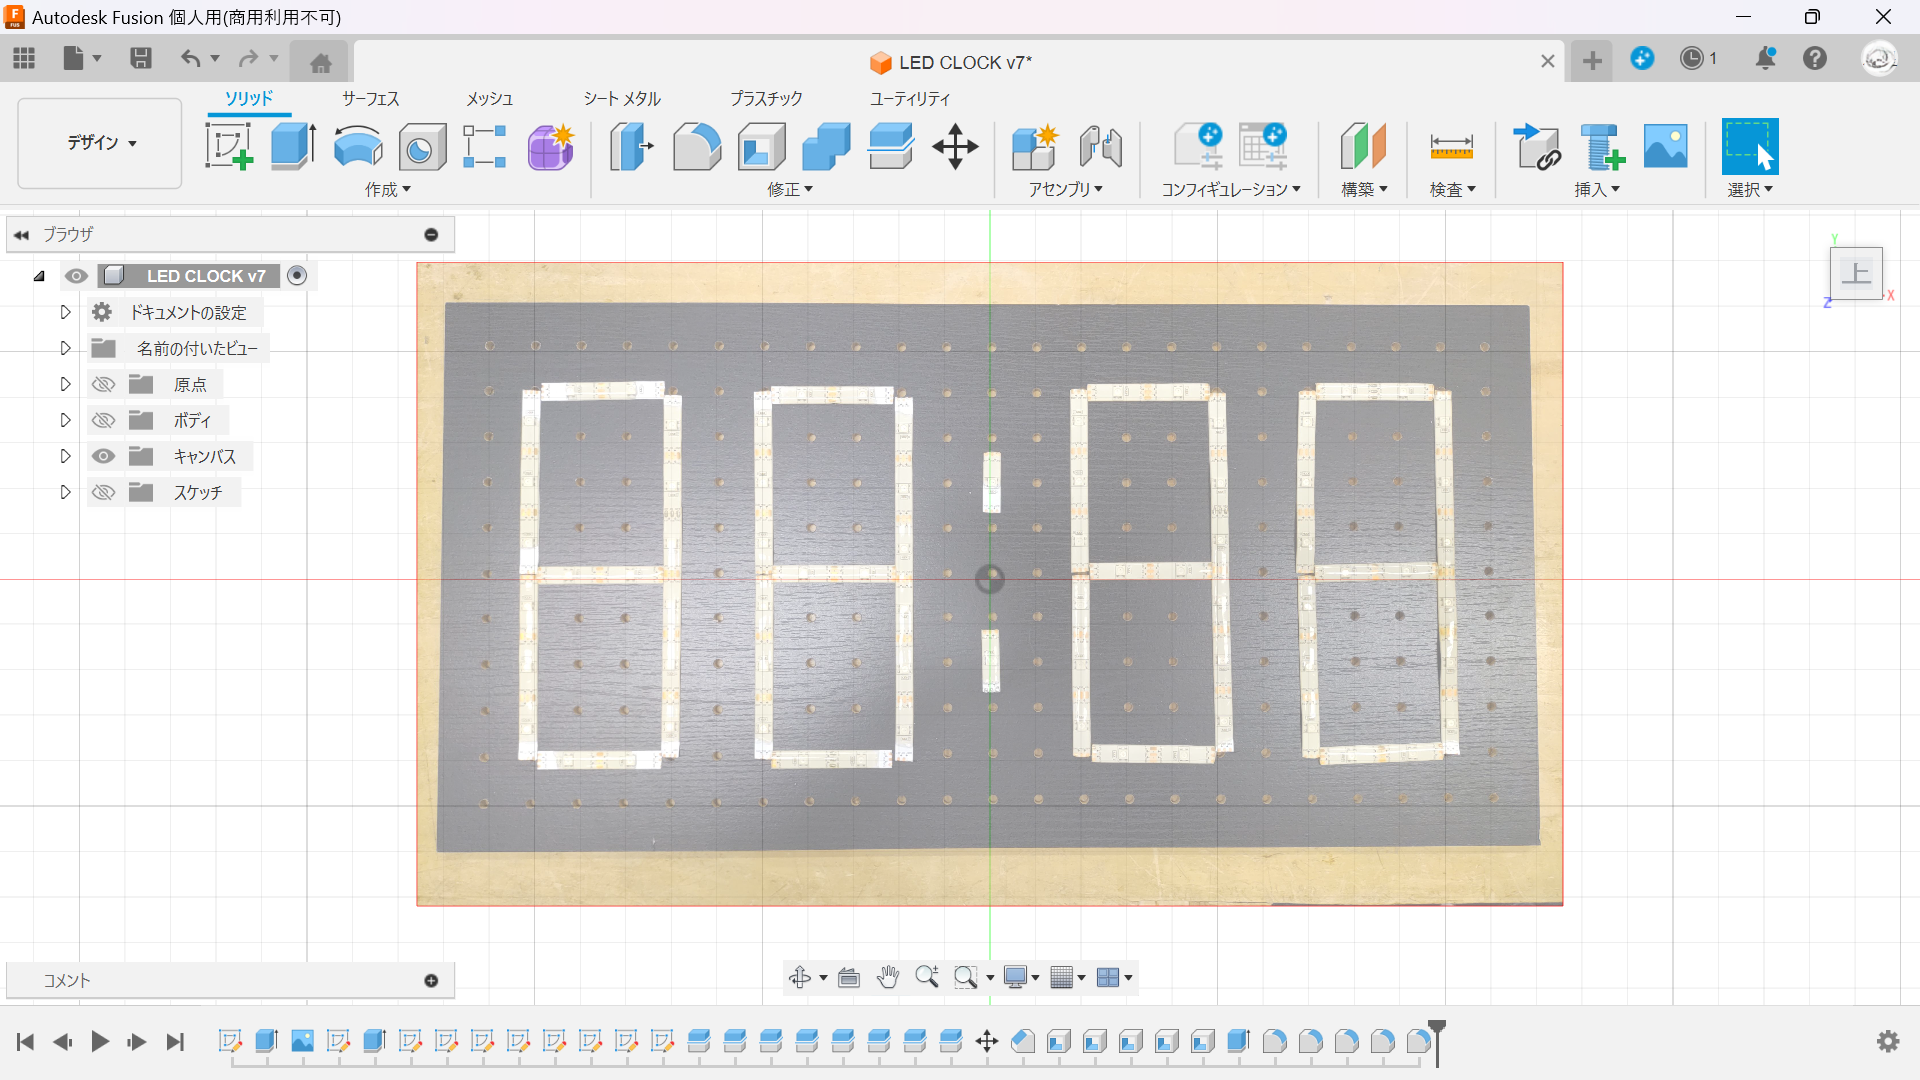 Autodesk Fusion 個人用(商用利用不可)
LED CLOCK v7*
1
デザイン
ソリッド
サーフェス
メッシュ
シート メタル
プラスチック
ユーティリティ
作成
修正
アセンブリ
コンフィギュレーション
構築
検査
挿入
選択
ブラウザ
LED CLOCK v7
ドキュメントの設定
名前の付いたビュー
原点
ボディ
キャンバス
スケッチ
Y
上
Z
X
コメント